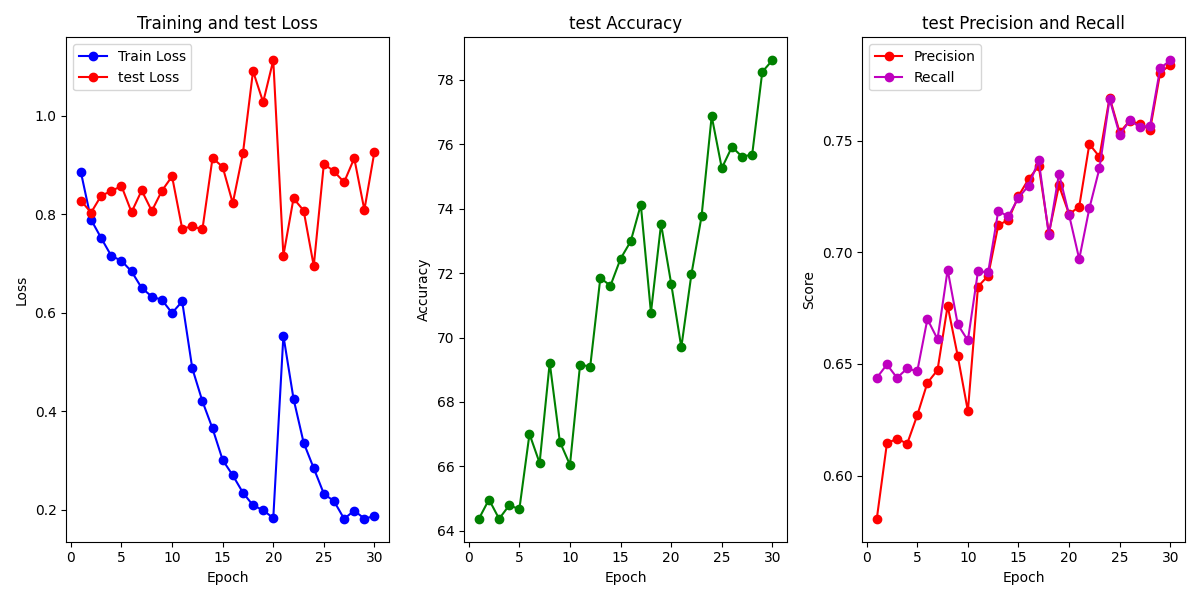 Training and test Loss
Train Loss
test Loss
Loss
1.0
0.8
0.6
0.4
0.2
0 5 10 15 20 25 30
Epoch
test Accuracy
Accuracy
78
76
74
72
70
68
66
64
0 5 10 15 20 25 30
Epoch
test Precision and Recall
Precision
Recall
Score
0.75
0.70
0.65
0.60
0 5 10 15 20 25 30
Epoch